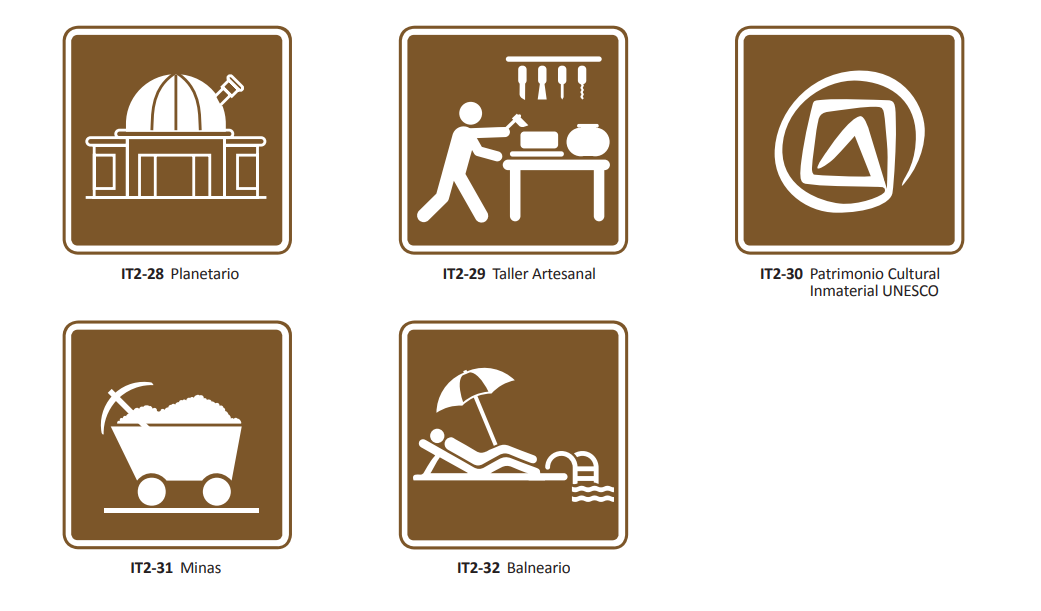 IT2-28 Planetario
IT2-29 Taller Artesanal
IT2-30 Patrimonio Cultural
Inmaterial UNESCO
IT2-31 Minas
IT2-32 Balneario